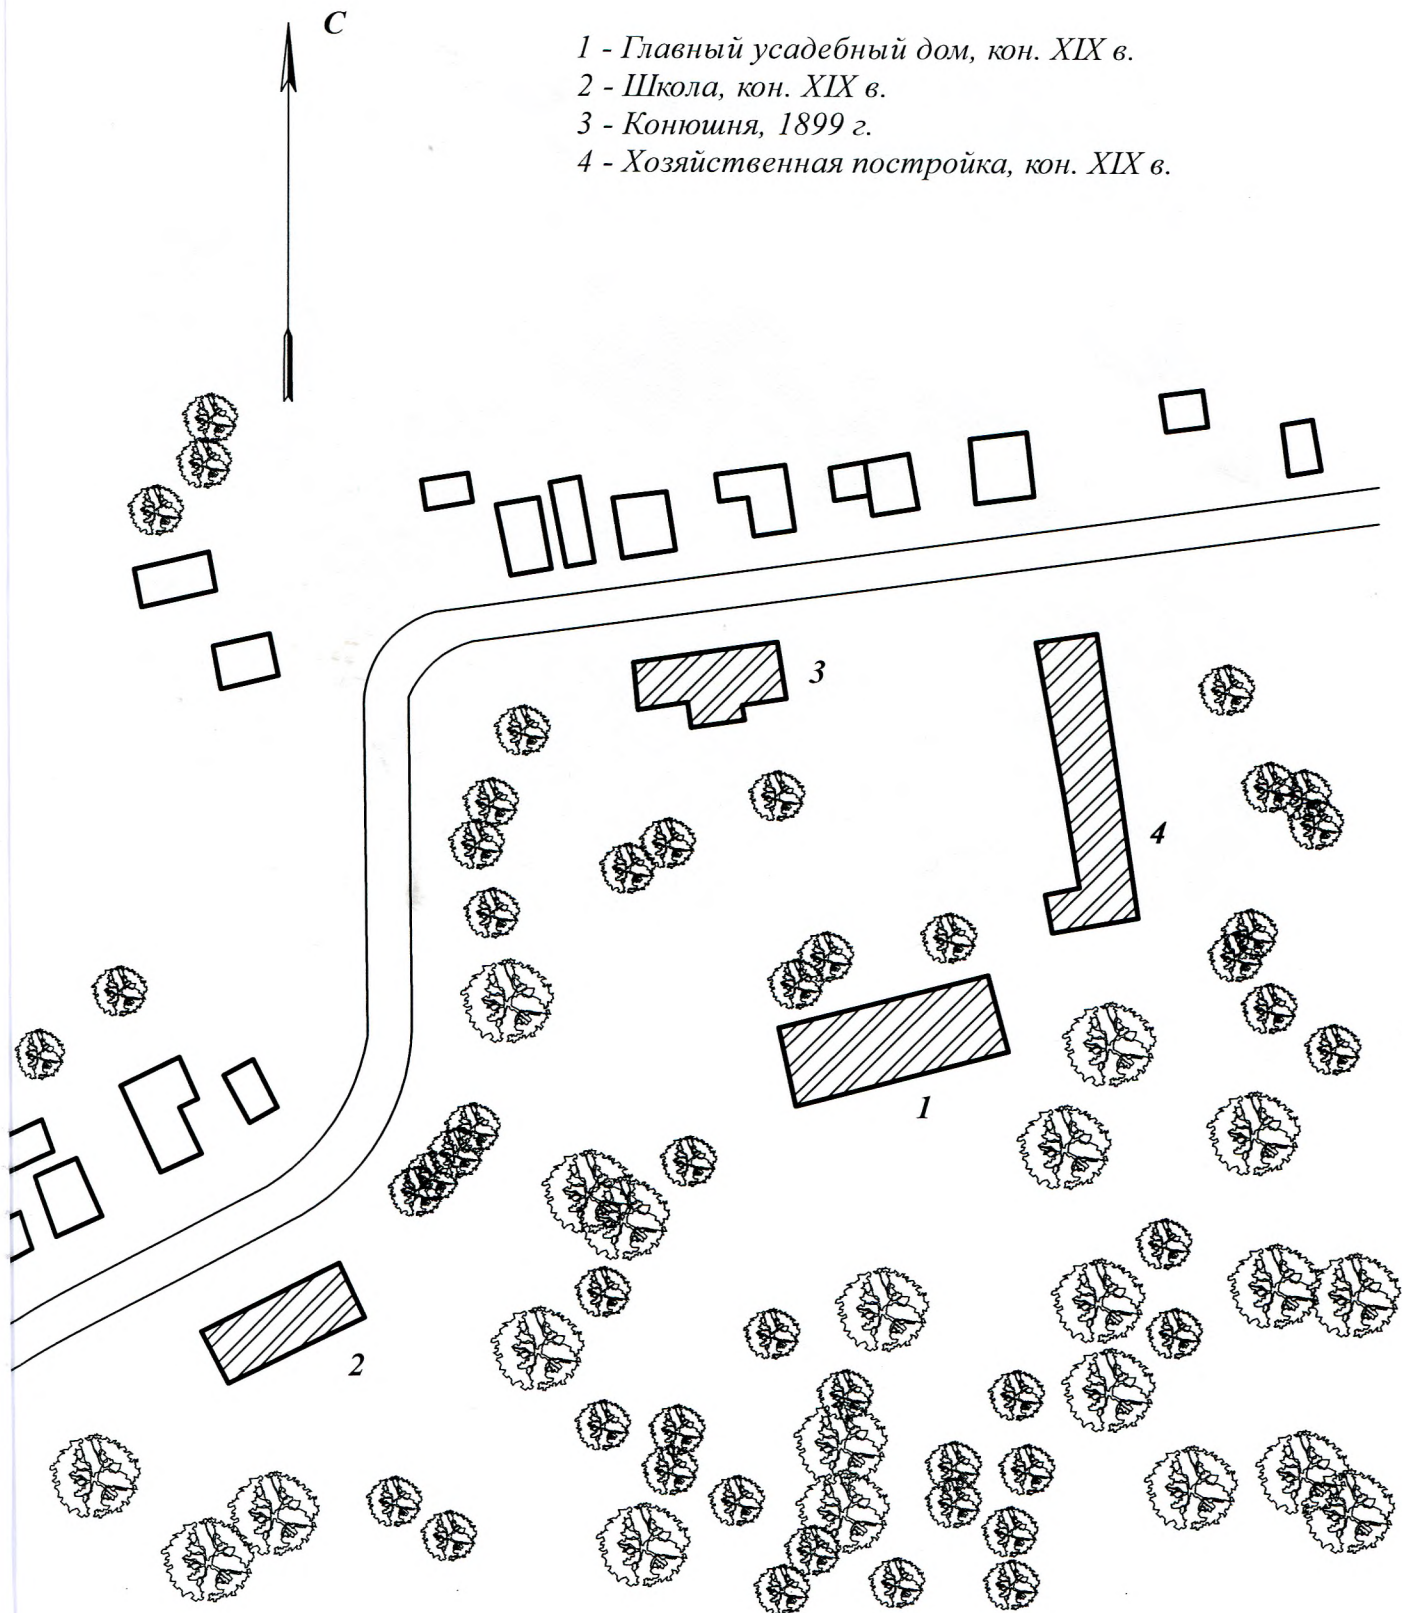 С
1 - Главный усадебный дом, кон. XIX в.
2 - Школа, кон. XIX в.
3 - Конюшня, 1899 г.
4 - Хозяйственная постройка, кон. XIX в.
3
4
1
2